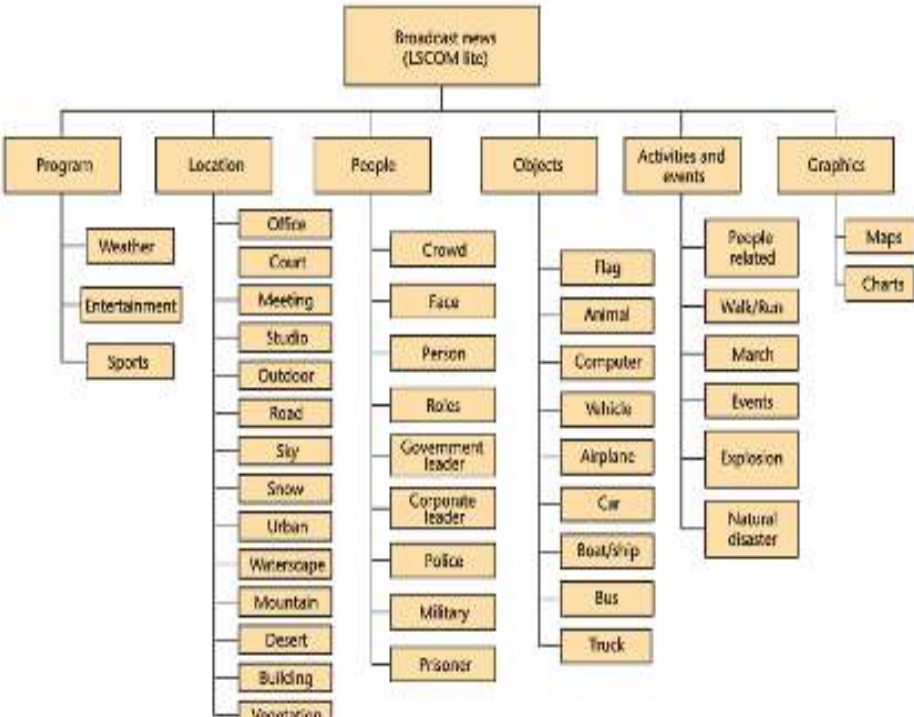 Broadcast news
(LSCOM lite)
Program
Weather
Entertainment
Sports
Location
Office
Court
Meeting
Studio
Outdoor
Road
Sky
Snow
Urban
Waterscape
Mountain
Desert
Building
Vegetation
People
Crowd
Face
Person
Roles
Government
leader
Corporate
leader
Police
Military
Prisoner
Objects
Flag
Animal
Computer
Vehicle
Airplane
Car
Boat/ship
Bus
Truck
Activities and
events
People
related
Walk/Run
March
Events
Explosion
Natural
disaster
Graphics
Maps
Charts